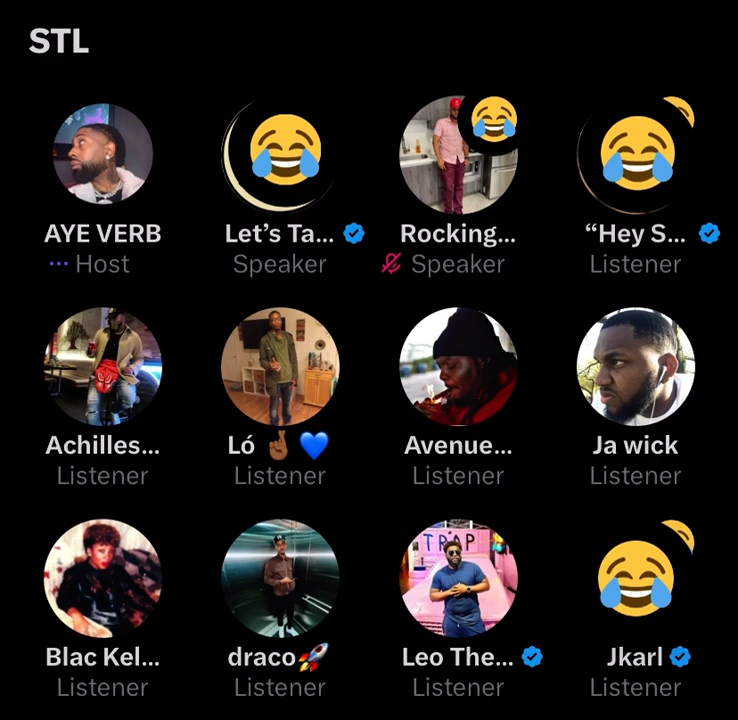 STL
AYE VERB
Let’s Ta...
Rocking...
“Hey S...
Host
Speaker
Speaker
Listener
Achilles...
Ló 🤞🏾 💙
Avenue...
Ja wick
Listener
Listener
Listener
Listener
TRAP
Blac Kel...
draco🚀
Leo The...
Jkarl
Listener
Listener
Listener
Listener